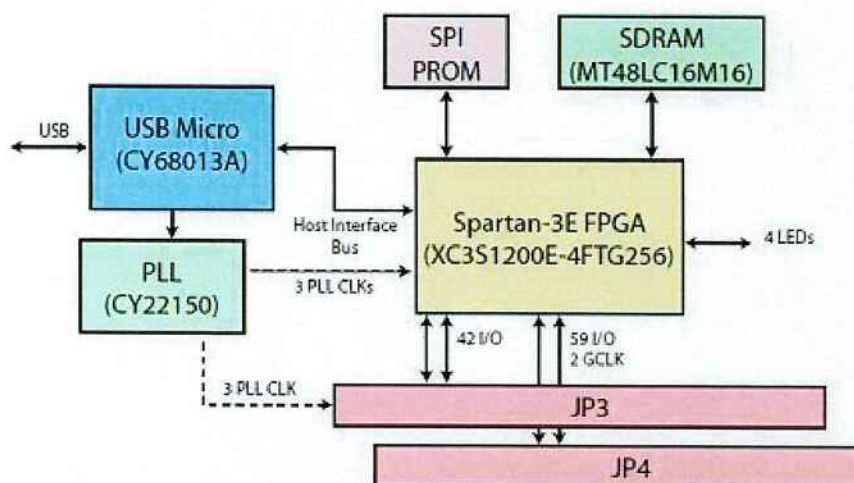 SPI
PROM
SDRAM
(MT48LC16M16)
USB
USB Micro
(CY68013A)
Host Interface
Bus
Spartan-3E FPGA
(XC3S1200E-4FTG256)
4 LEDs
PLL
(CY22150)
3 PLL CLKs
42 I/O
59 I/O
2 GCLK
3 PLL CLK
JP3
JP4